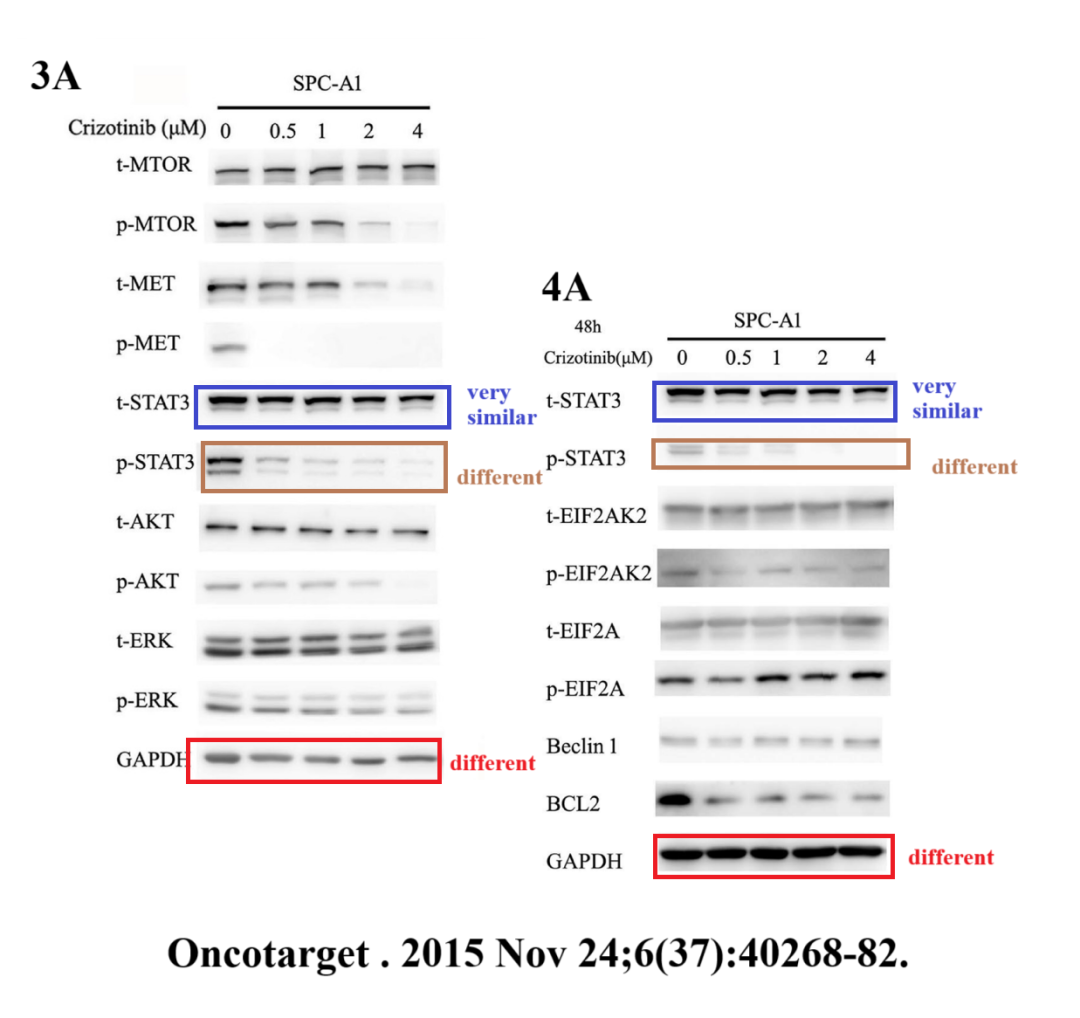 3A
SPC-A1
Crizotinib (μM) 0 0.5 1 2 4
t-MTOR
p-MTOR
t-MET
p-MET
t-STAT3
very
similar
p-STAT3
different
t-AKT
p-AKT
t-ERK
p-ERK
GAPDH
different
4A
48h
SPC-A1
Crizotinib(μM) 0 0.5 1 2 4
t-STAT3
very
similar
p-STAT3
different
t-EIF2AK2
p-EIF2AK2
t-EIF2A
p-EIF2A
Beclin 1
BCL2
GAPDH
different
Oncotarget . 2015 Nov 24;6(37):40268-82.